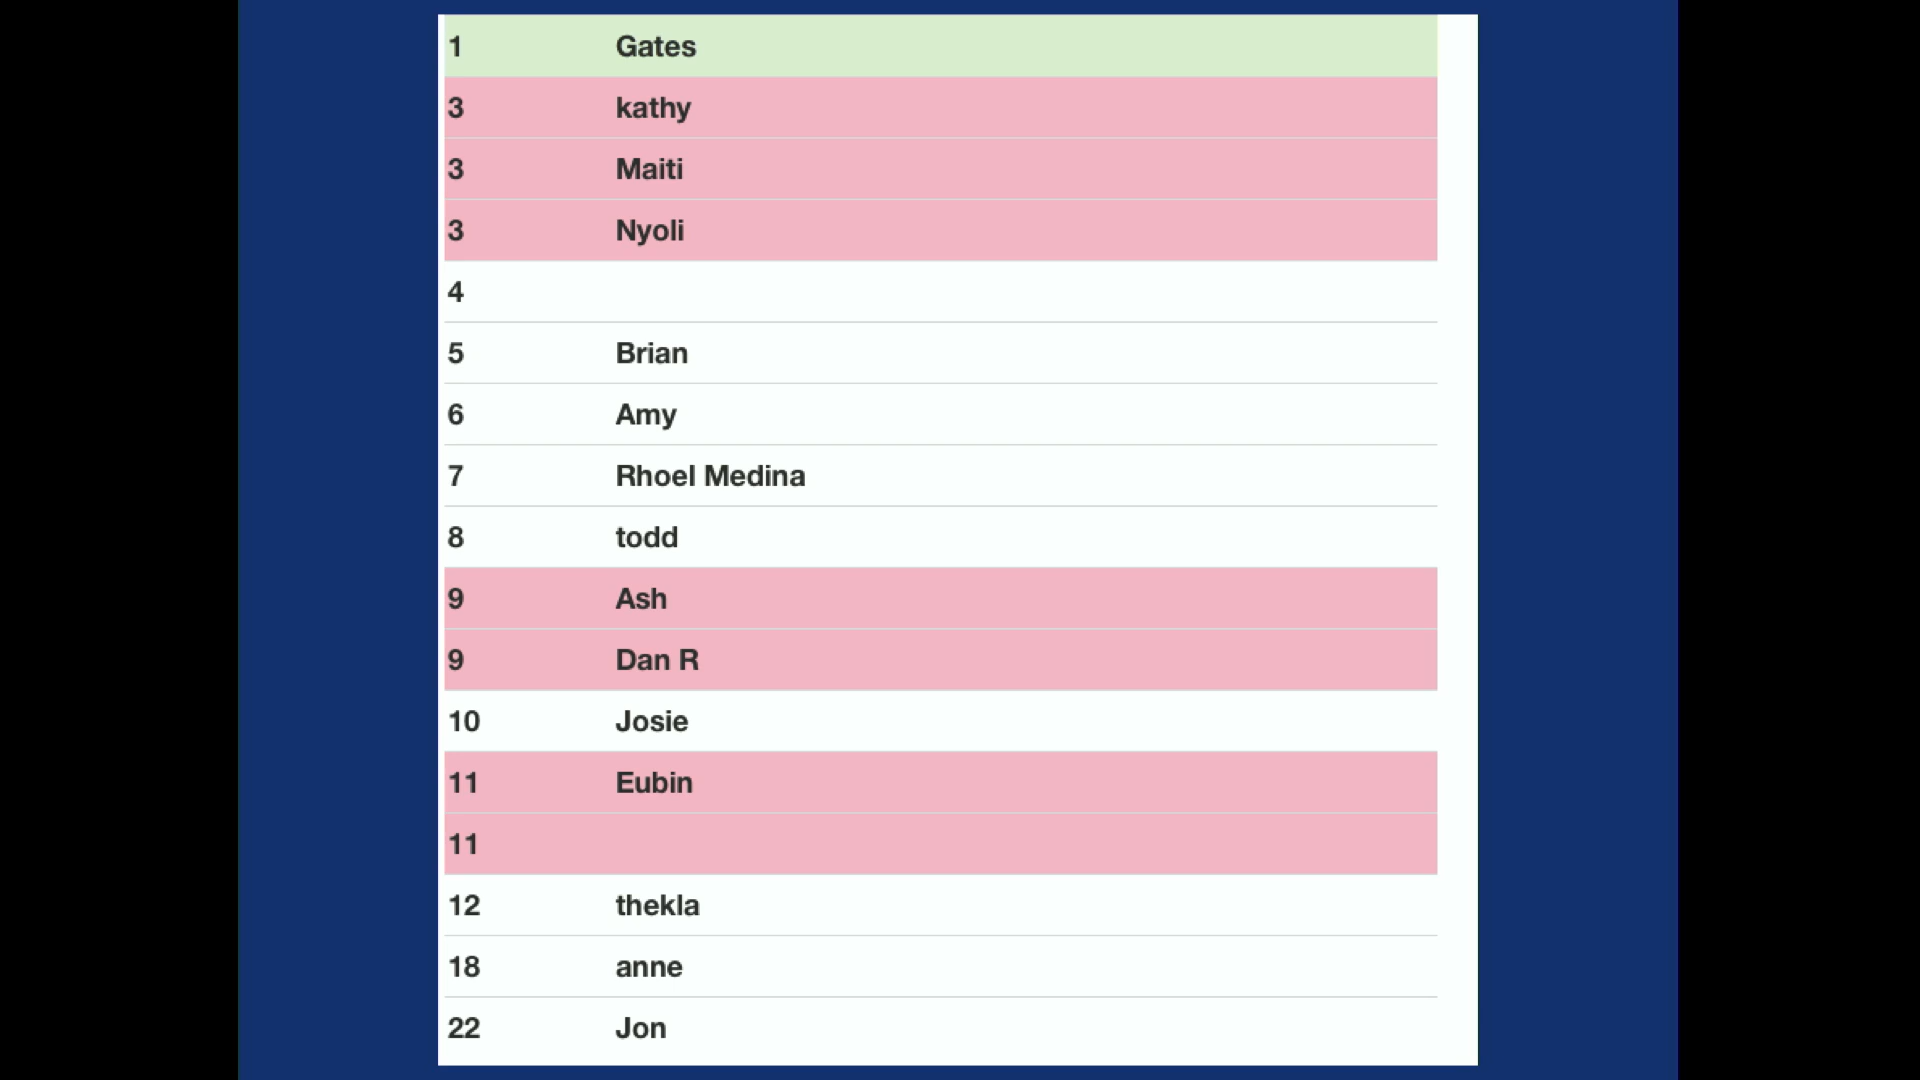 1 Gates
3 kathy
3 Maiti
3 Nyoli
4
5 Brian
6 Amy
7 Rhoel Medina
8 todd
9 Ash
9 Dan R
10 Josie
11 Eubin
11
12 thekla
18 anne
22 Jon